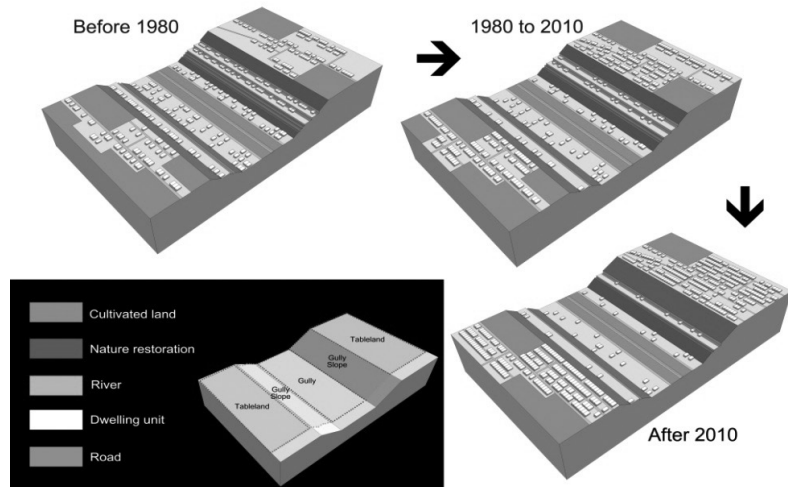 Before 1980
1980 to 2010
After 2010
Cultivated land
Nature restoration
River
Dwelling unit
Road
Tableland
Gully
Slope
Gully
Gully
Slope
Tableland